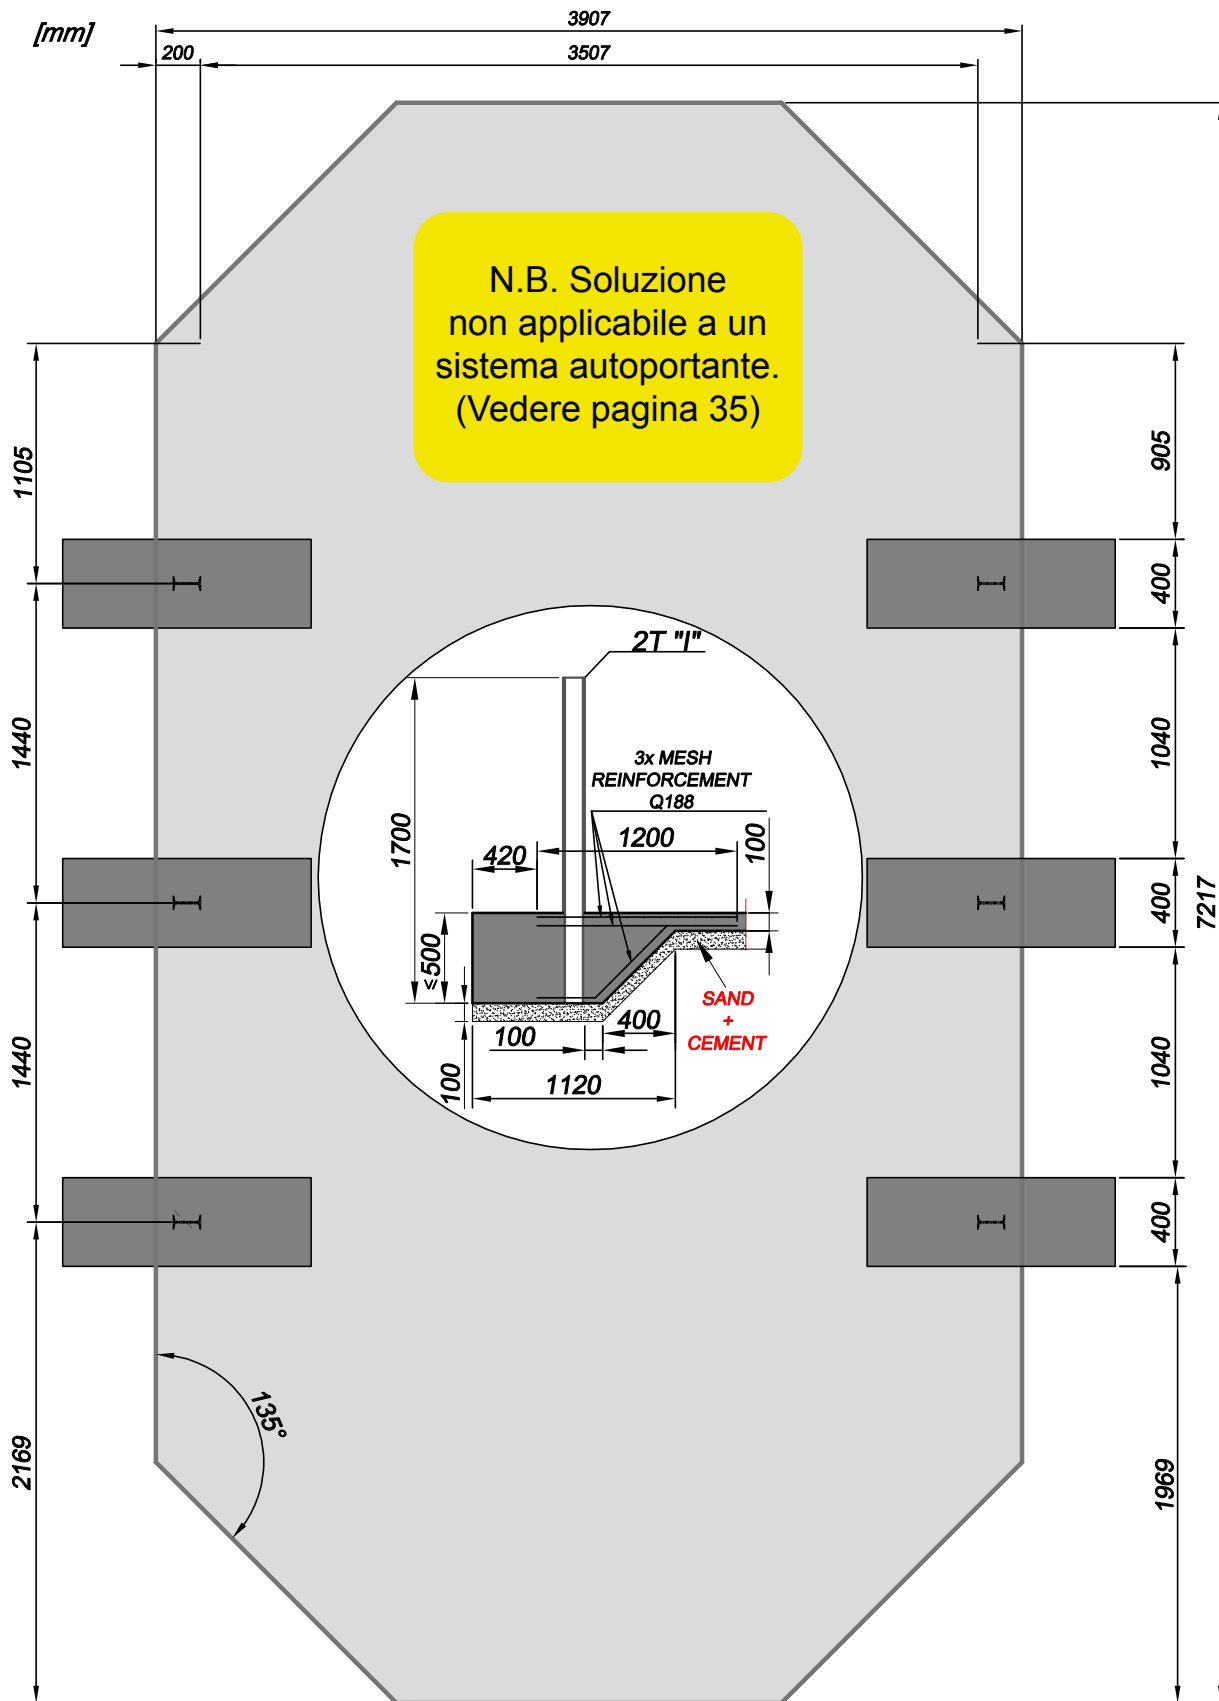 [mm]
3907
200
3507
N.B. Soluzione
non applicabile a un
sistema autoportante.
(Vedere pagina 35)
1105
905
400
1440
1040
2T "I"
3x MESH
REINFORCEMENT
Q188
1700
420
1200
100
400
7217
≤500
SAND
+
CEMENT
100
400
100
1120
1440
1040
400
135°
2169
1969